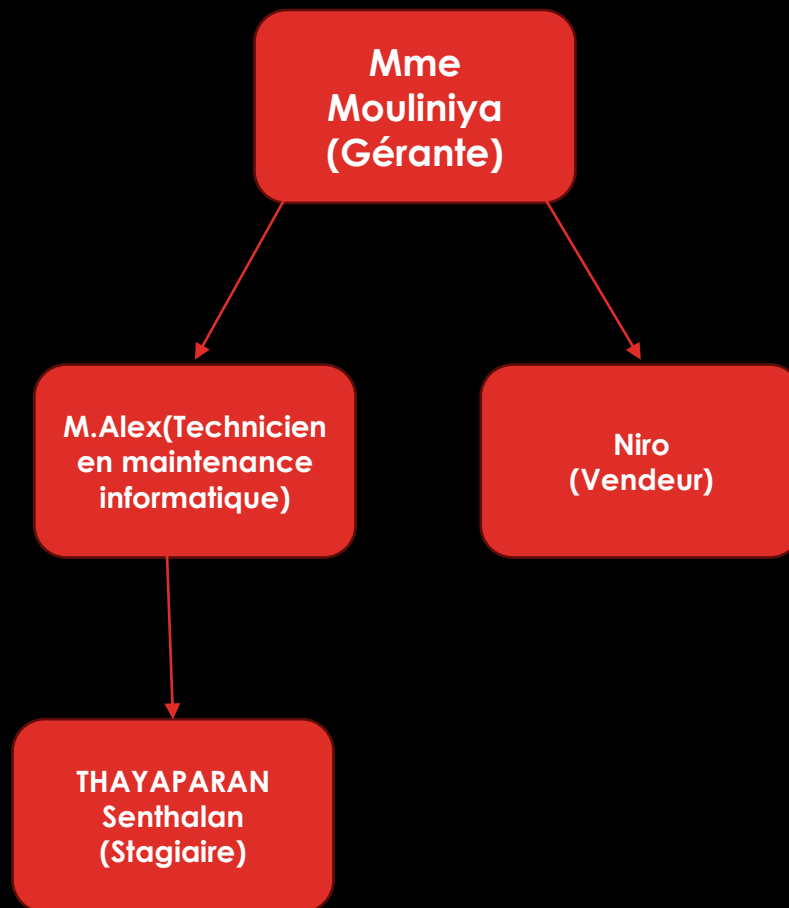 Mme
Mouliniya
(Gérante)
M.Alex(Technicien
en maintenance
informatique)
Niro
(Vendeur)
THAYAPARAN
Senthalan
(Stagiaire)